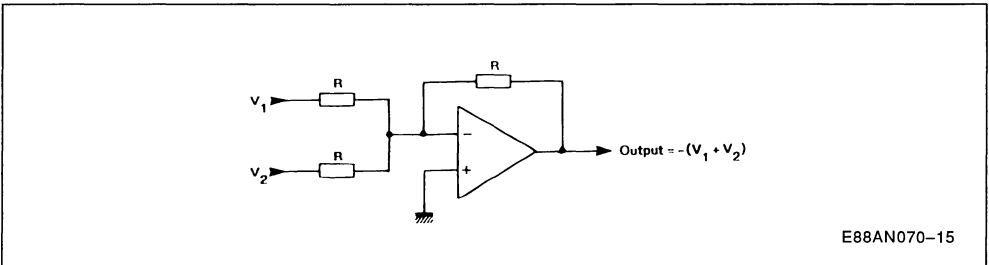 R
R
V1
−
Output = -(V1 + V2)
R
V2
+
E88AN070-15